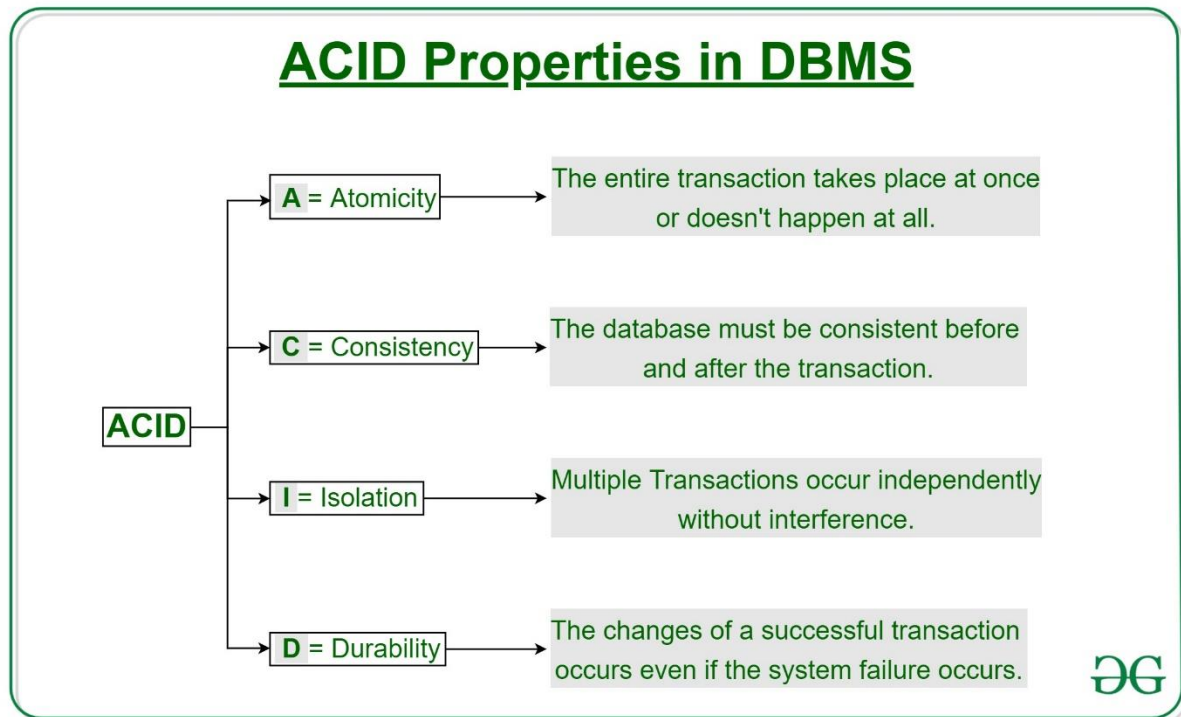 ACID Properties in DBMS
A = Atomicity
The entire transaction takes place at once
or doesn't happen at all.
C = Consistency
The database must be consistent before
and after the transaction.
ACID
I = Isolation
Multiple Transactions occur independently
without interference.
D = Durability
The changes of a successful transaction
occurs even if the system failure occurs.